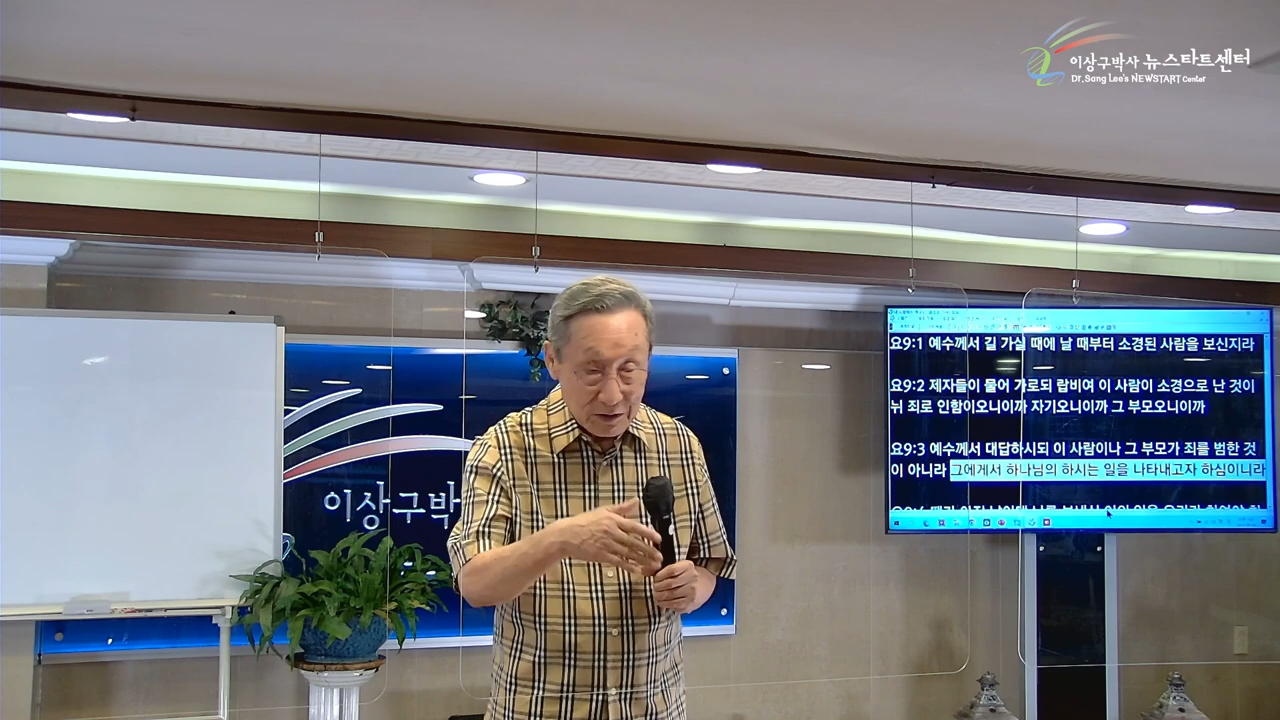 이상구박사 뉴스타트센터
Dr.Sang Lee's NEWSTART Center
이상구박
요9:1 예수께서 길 가실 때에 날 때부터 소경된 사람을 보신지라
요9:2 제자들이 물어 가로되 랍비여 이 사람이 소경으로 난 것이
뉘 죄로 인함이오니이까 자기오니이까 그 부모오니이까
요9:3 예수께서 대답하시되 이 사람이나 그 부모가 죄를 범한 것
이 아니라 그에게서 하나님의 하시는 일을 나타내고자 하심이니라